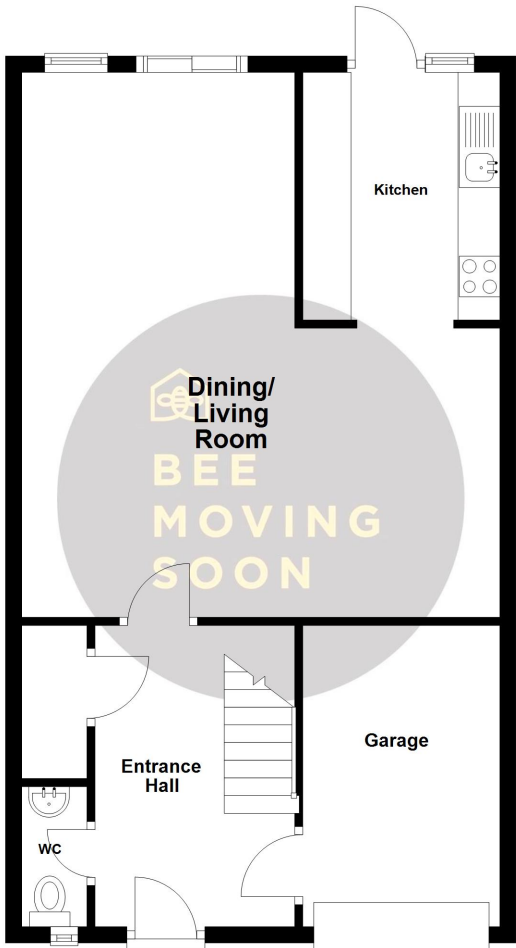 Kitchen
Dining/
Living
Room
BEE
MOVING
SOON
Garage
Entrance
Hall
WC